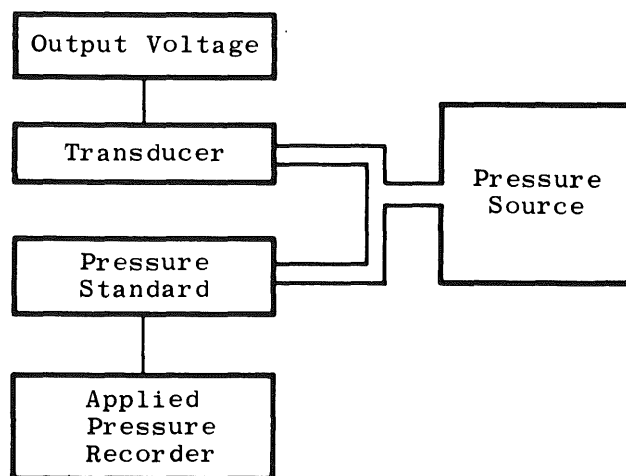 Output Voltage
Transducer
Pressure
Source
Pressure
Standard
Applied
Pressure
Recorder